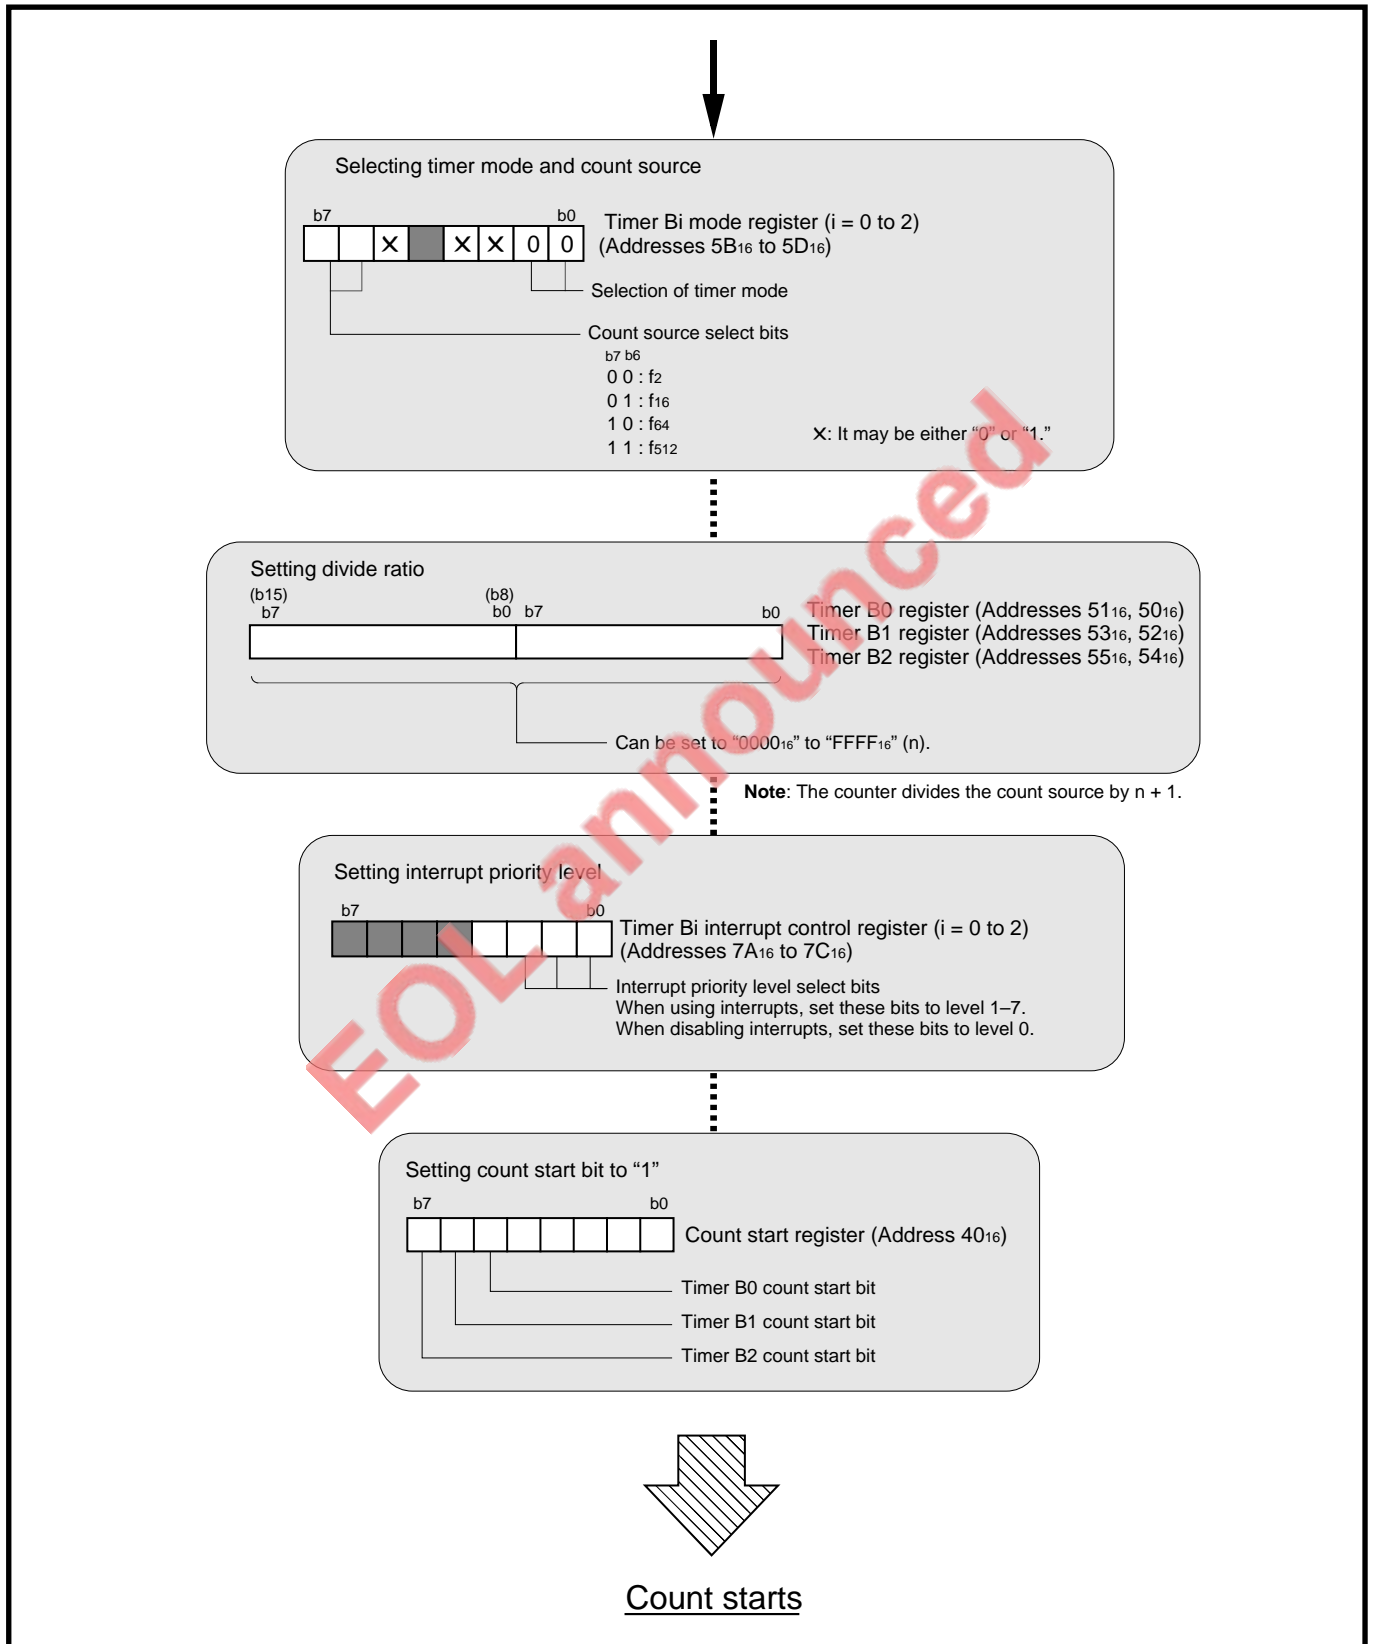 Selecting timer mode and count source
b7 b0
Timer Bi mode register (i = 0 to 2)
✕ ✕ ✕ 0 0 (Addresses 5B16 to 5D16)
Selection of timer mode
Count source select bits
b7 b6
0 0 : f2
0 1 : f16
1 0 : f64
1 1 : f512
✕: It may be either “0” or “1.”
Setting divide ratio
(b15) (b8)
b7 b0 b7 b0
Timer B0 register (Addresses 5116, 5016)
Timer B1 register (Addresses 5316, 5216)
Timer B2 register (Addresses 5516, 5416)
Can be set to “000016” to “FFFF16” (n).
Note: The counter divides the count source by n + 1.
Setting interrupt priority level
b7 b0
Timer Bi interrupt control register (i = 0 to 2)
(Addresses 7A16 to 7C16)
Interrupt priority level select bits
When using interrupts, set these bits to level 1–7.
When disabling interrupts, set these bits to level 0.
Setting count start bit to “1”
b7 b0
Count start register (Address 4016)
Timer B0 count start bit
Timer B1 count start bit
Timer B2 count start bit
Count starts
EOL announced